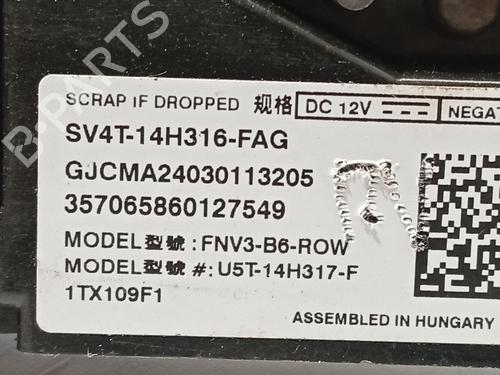 B-PARTS
SCRAP IF DROPPED 规格 DC 12V NEGAT
SV4T-14H316-FAG
GJCMA24030113205
357065860127549
MODEL型號:FNV3-B6-ROW
MODEL型號 #: U5T-14H317-F
1TX109F1
ASSEMBLED IN HUNGARY